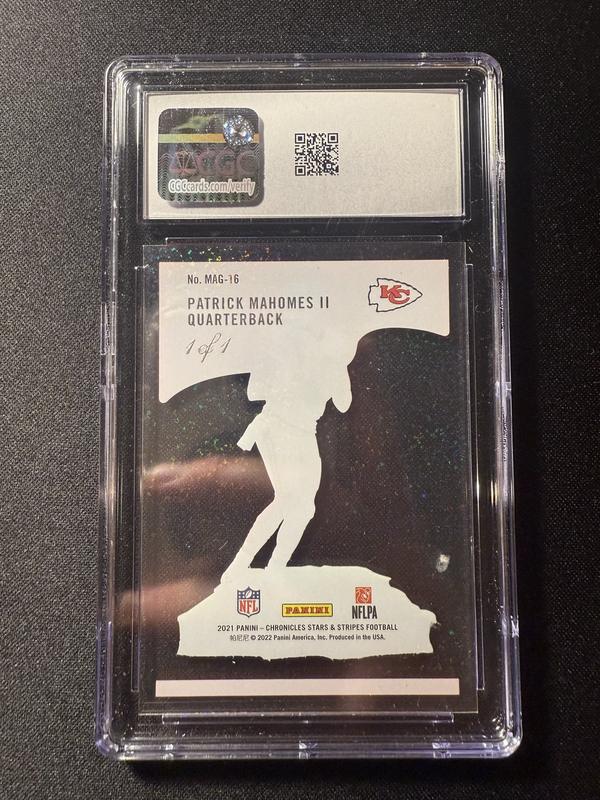 CGC
CGCcards.com/verify
No. MAG-16
KC
PATRICK MAHOMES II
QUARTERBACK
1 of 1
NFL
PANINI
NFLPA
2021 PANINI – CHRONICLES STARS & STRIPES FOOTBALL
帕尼尼 © 2022 Panini America, Inc. Produced in the USA.